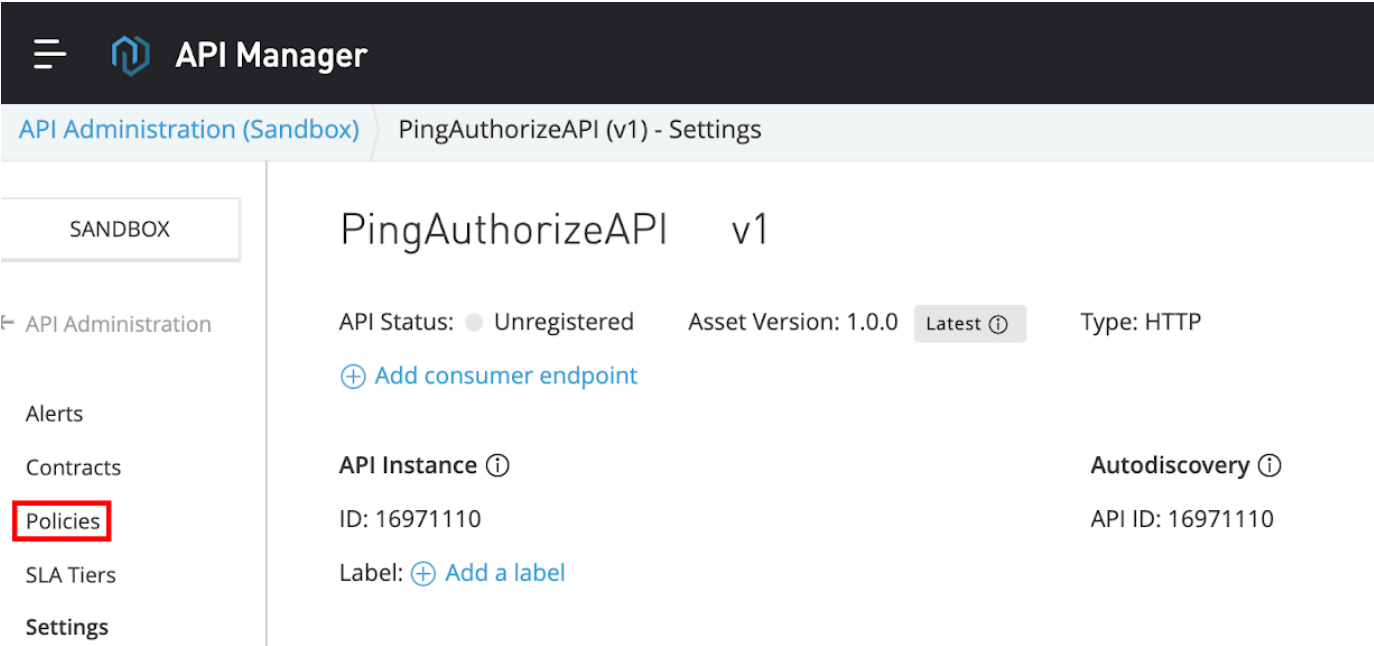 API Manager
API Administration (Sandbox)
PingAuthorizeAPI (v1) - Settings
SANDBOX
API Administration
Alerts
Contracts
Policies
SLA Tiers
Settings
PingAuthorizeAPI v1
API Status: Unregistered
Asset Version: 1.0.0
Latest
Type: HTTP
Add consumer endpoint
API Instance
ID: 16971110
Label: Add a label
Autodiscovery
API ID: 16971110